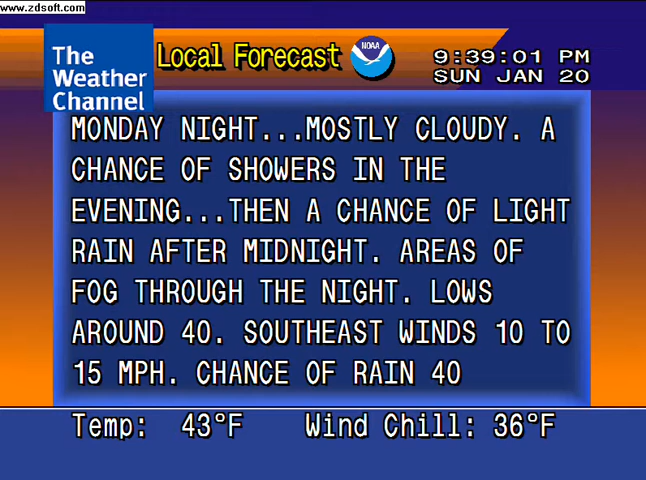 www.zdsoft.com
The
Weather
Channel
Local Forecast
NOAA
9:39:01 PM
SUN JAN 20
MONDAY NIGHT...MOSTLY CLOUDY. A
CHANCE OF SHOWERS IN THE
EVENING...THEN A CHANCE OF LIGHT
RAIN AFTER MIDNIGHT. AREAS OF
FOG THROUGH THE NIGHT. LOWS
AROUND 40. SOUTHEAST WINDS 10 TO
15 MPH. CHANCE OF RAIN 40
Temp: 43°F Wind Chill: 36°F